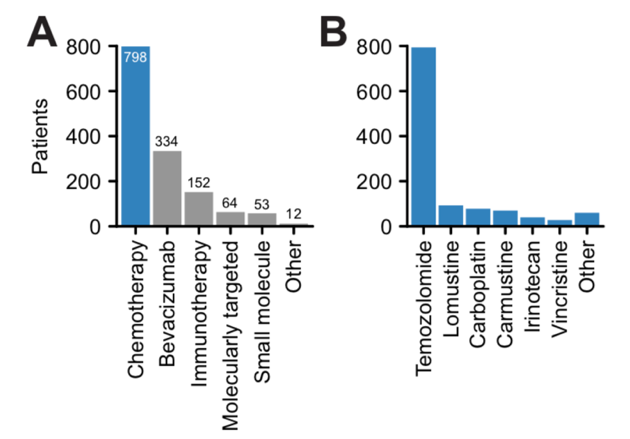 A
Patients
800
600
400
200
0
798
334
152
64
53
12
Chemotherapy
Bevacizumab
Immunotherapy
Molecularly targeted
Small molecule
Other
B
800
600
400
200
0
Temozolomide
Lomustine
Carboplatin
Carmustine
Irinotecan
Vincristine
Other